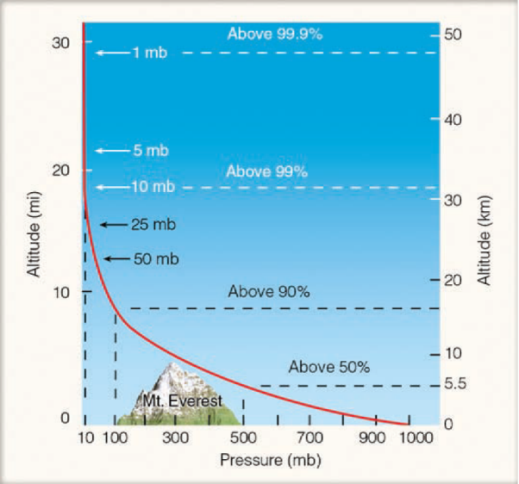 Above 99.9%
30
50
1 mb
40
5 mb
20
Above 99%
10 mb
30
25 mb
50 mb
20
10
Above 90%
10
Above 50%
5.5
Mt. Everest
0
0
10 100 300 500 700 900 1000
Pressure (mb)
Altitude (mi)
Altitude (km)